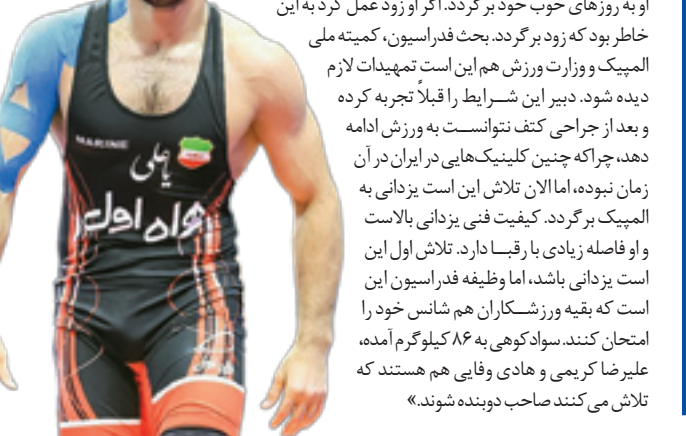 او به روزهای خوب خود برگردد. اگر او زود عمل کرد به این
خاطر بود که زود برگردد. بحث فدراسیون، کمیته ملی
المپیک و وزارت ورزش هم این است تمهیدات لازم
دیده شود. دبیر این شــرایط را قبلاً تجربه کرده
و بعد از جراحی کتف نتوانســت به ورزش ادامه
دهد، چراکه چنین کلینیک‌هایی در ایران در آن
زمان نبوده، اما الان تلاش این است یزدانی به
المپیک برگردد. کیفیت فنی یزدانی بالاست
و او فاصله زیادی با رقبــا دارد. تلاش اول این
است یزدانی باشد، اما وظیفه فدراسیون این
است که بقیه ورزشــکاران هم شانس خود را
امتحان کنند. سوادکوهی به ۸۶ کیلوگرم آمده،
علیرضا کریمی و هادی وفایی هم هستند که
تلاش می‌کنند صاحب دوبنده شوند.»
MARINE
یا علی
همراه اول